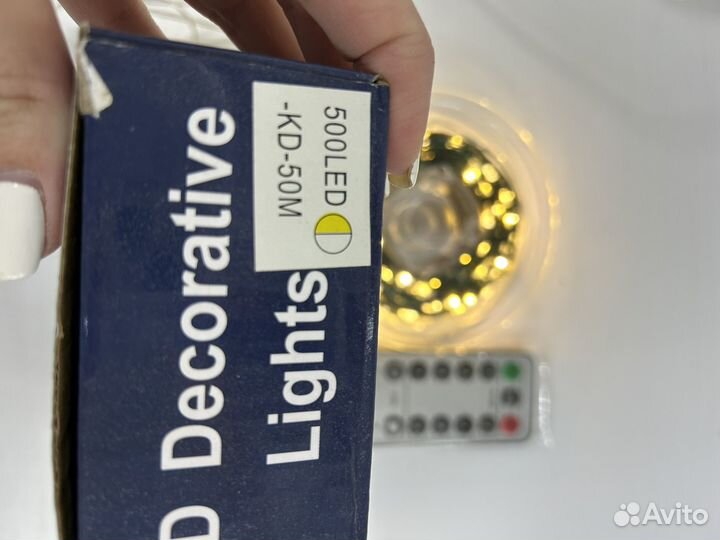 500LED
-KD-50M
D Decorative
Lights
Avito